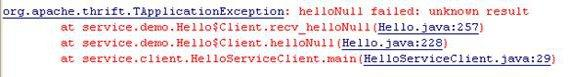 org.apache.thrift.TApplicationException: helloNull failed: unknown result
at service.demo.Hello$Client.recv_helloNull(Hello.java:257)
at service.demo.Hello$Client.helloNull(Hello.java:228)
at service.client.HelloServiceClient.main(HelloServiceClient.java:29)